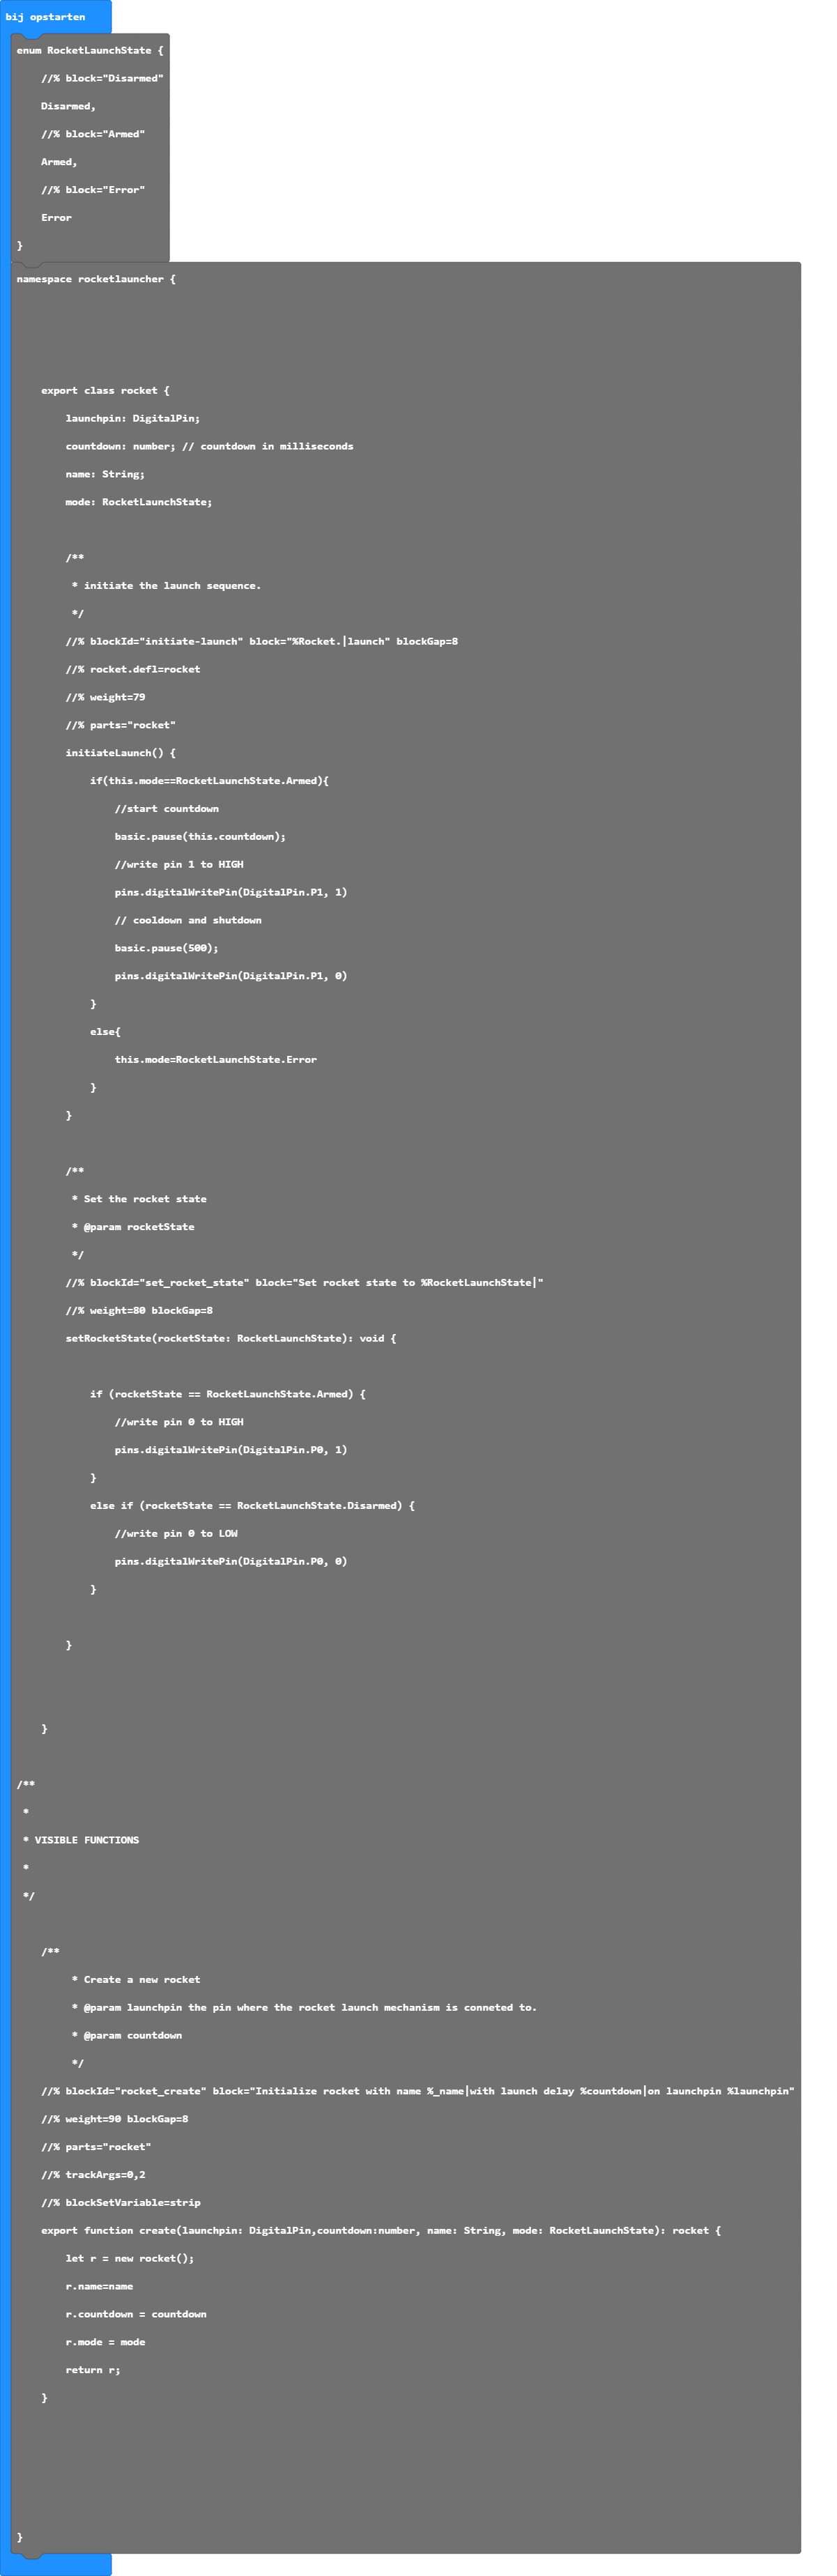 bij opstarten
enum RocketLaunchState {
    //% block="Disarmed"
    Disarmed,
    //% block="Armed"
    Armed,
    //% block="Error"
    Error
}
namespace rocketlauncher {
    export class rocket {
        launchpin: DigitalPin;
        countdown: number; // countdown in milliseconds
        name: String;
        mode: RocketLaunchState;
        /**
         * initiate the launch sequence.
         */
        //% blockId="initiate-launch" block="%Rocket.|launch" blockGap=8
        //% rocket.defl=rocket
        //% weight=79
        //% parts="rocket"
        initiateLaunch() {
            if(this.mode==RocketLaunchState.Armed){
                //start countdown
                basic.pause(this.countdown);
                //write pin 1 to HIGH
                pins.digitalWritePin(DigitalPin.P1, 1)
                // cooldown and shutdown
                basic.pause(500);
                pins.digitalWritePin(DigitalPin.P1, 0)
            }
            else{
                this.mode=RocketLaunchState.Error
            }
        }
        /**
         * Set the rocket state
         * @param rocketState
         */
        //% blockId="set_rocket_state" block="Set rocket state to %RocketLaunchState|"
        //% weight=80 blockGap=8
        setRocketState(rocketState: RocketLaunchState): void {
            if (rocketState == RocketLaunchState.Armed) {
                //write pin 0 to HIGH
                pins.digitalWritePin(DigitalPin.P0, 1)
            }
            else if (rocketState == RocketLaunchState.Disarmed) {
                //write pin 0 to LOW
                pins.digitalWritePin(DigitalPin.P0, 0)
            }
        }
    }
/**
 *
 * VISIBLE FUNCTIONS
 *
 */
    /**
         * Create a new rocket
         * @param launchpin the pin where the rocket launch mechanism is conneted to.
         * @param countdown
         */
    //% blockId="rocket_create" block="Initialize rocket with name %_name|with launch delay %countdown|on launchpin %launchpin"
    //% weight=90 blockGap=8
    //% parts="rocket"
    //% trackArgs=0,2
    //% blockSetVariable=strip
    export function create(launchpin: DigitalPin,countdown:number, name: String, mode: RocketLaunchState): rocket {
        let r = new rocket();
        r.name=name
        r.countdown = countdown
        r.mode = mode
        return r;
    }
}